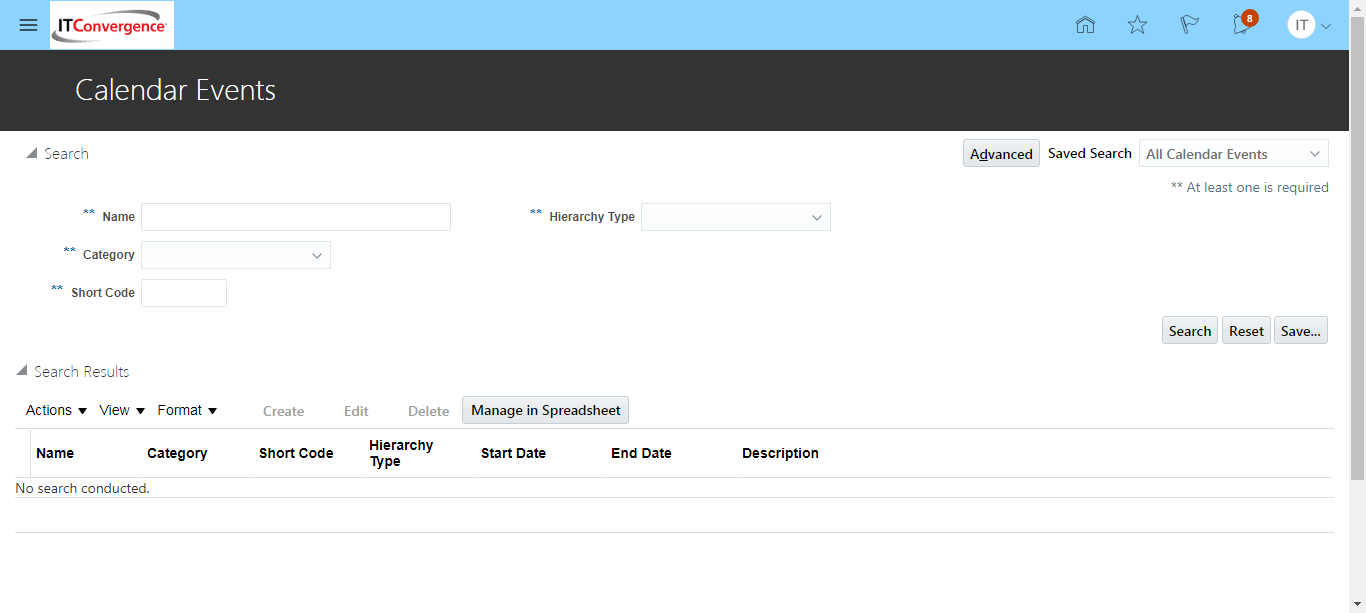 ITConvergence
8
IT
Calendar Events
Search
Advanced
Saved Search
All Calendar Events
** At least one is required
** Name
** Hierarchy Type
** Category
** Short Code
Search
Reset
Save...
Search Results
Actions
View
Format
Create
Edit
Delete
Manage in Spreadsheet
Name
Category
Short Code
Hierarchy
Type
Start Date
End Date
Description
No search conducted.